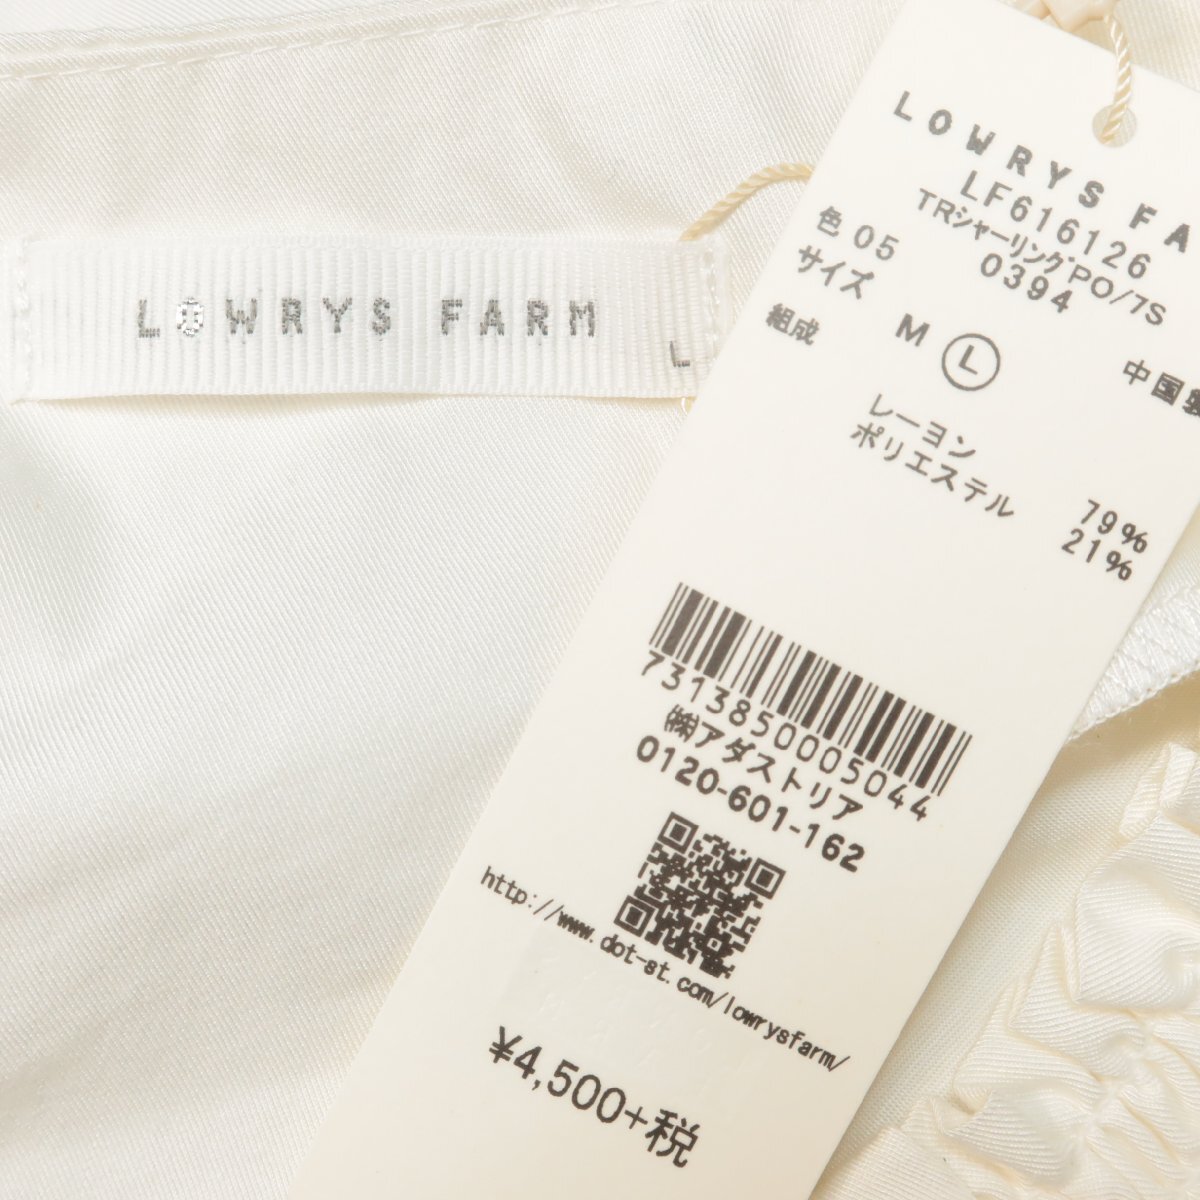 LOWRYS FARM
L
LOWRYS FA
LF616126
TRシャーリングPO/7S
色 05 0394
サイズ
M L
組成 中国製
レーヨン 79%
ポリエステル 21%
7313850005044
㈱アダストリア
0120-601-162
http://www.dot-st.com/lowrysfarm/
¥4,500+税